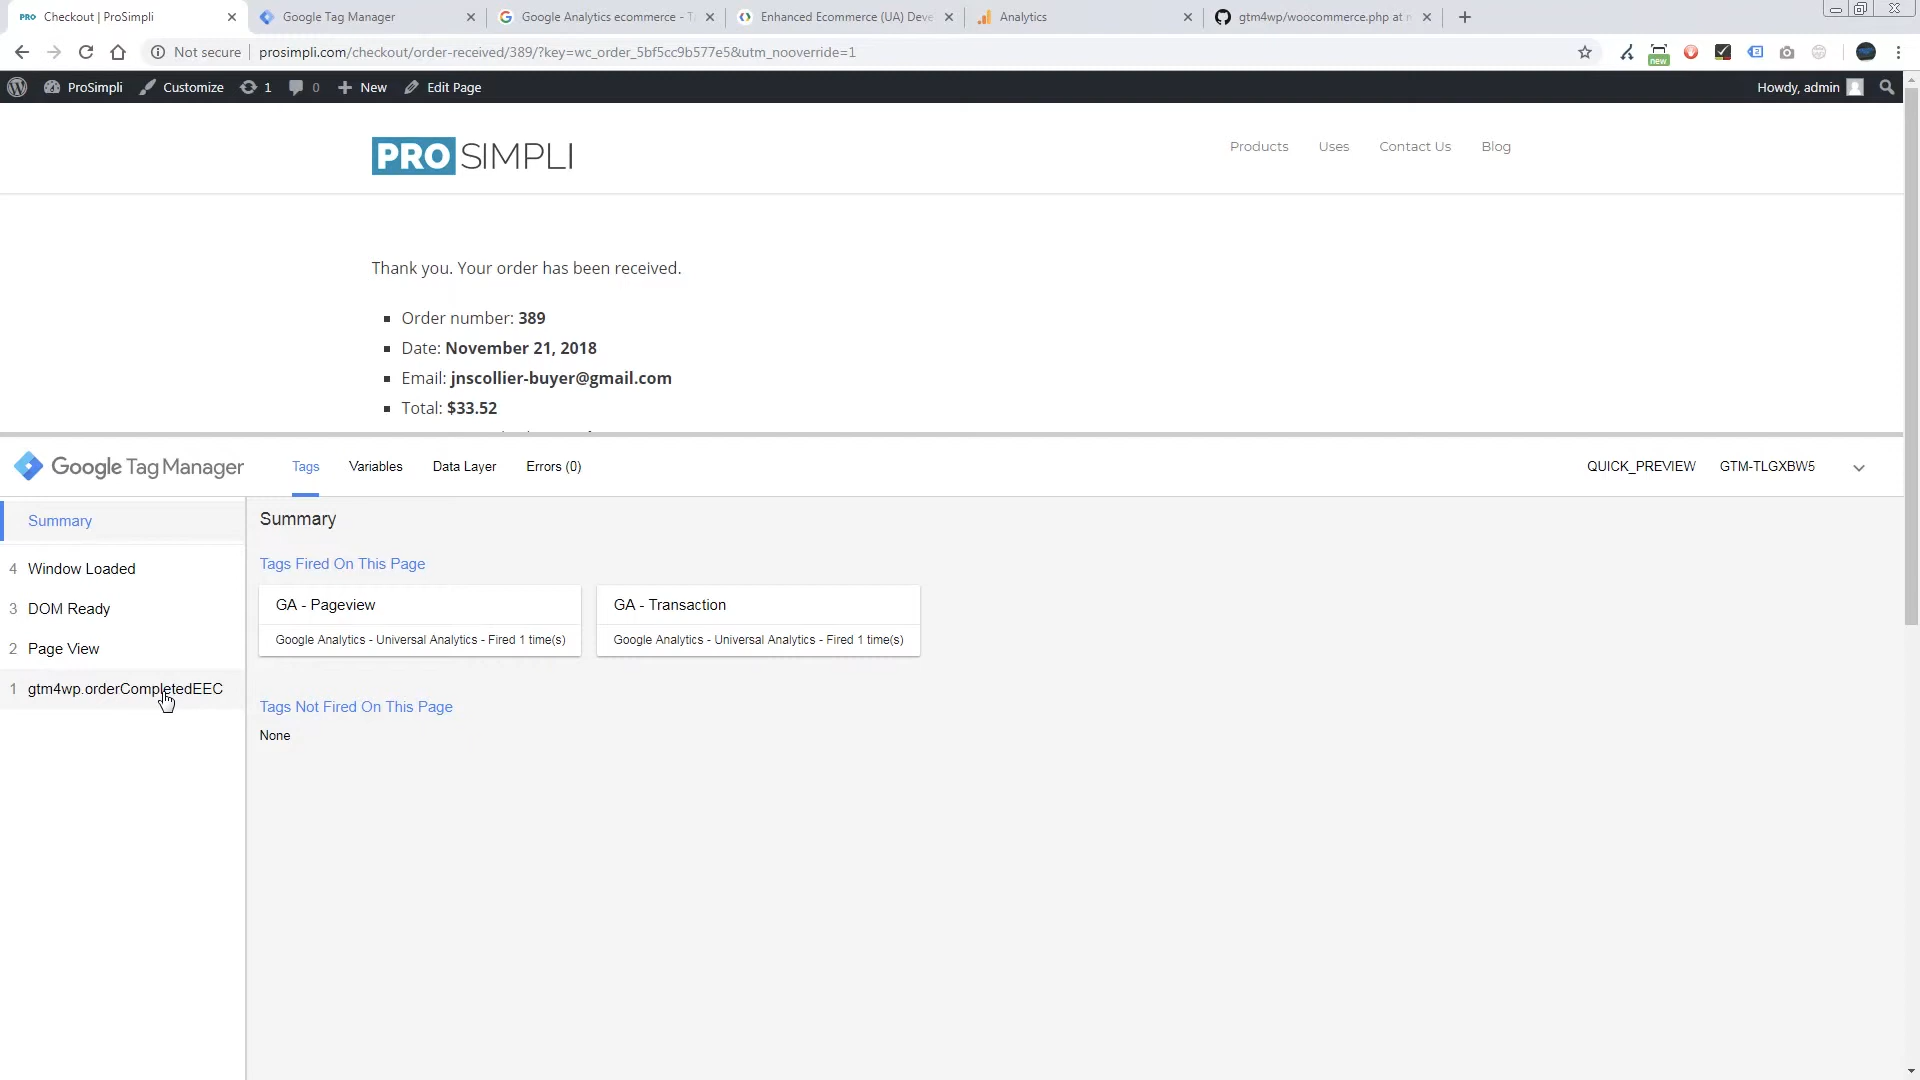 PRO Checkout | ProSimpli
Google Tag Manager
Google Analytics ecommerce - T
Enhanced Ecommerce (UA) Deve
Analytics
gtm4wp/woocommerce.php at
Not secure
prosimpli.com/checkout/order-received/389/?key=wc_order_5bf5cc9b577e5&utm_nooverride=1
new
ProSimpli
Customize
1
0
New
Edit Page
Howdy, admin
PRO SIMPLI
Products
Uses
Contact Us
Blog
Thank you. Your order has been received.
Order number: 389
Date: November 21, 2018
Email: jnscollier-buyer@gmail.com
Total: $33.52
Google Tag Manager
Tags
Variables
Data Layer
Errors (0)
QUICK_PREVIEW
GTM-TLGXBW5
Summary
4 Window Loaded
3 DOM Ready
2 Page View
1 gtm4wp.orderCompletedEEC
Summary
Tags Fired On This Page
GA - Pageview
Google Analytics - Universal Analytics - Fired 1 time(s)
GA - Transaction
Google Analytics - Universal Analytics - Fired 1 time(s)
Tags Not Fired On This Page
None